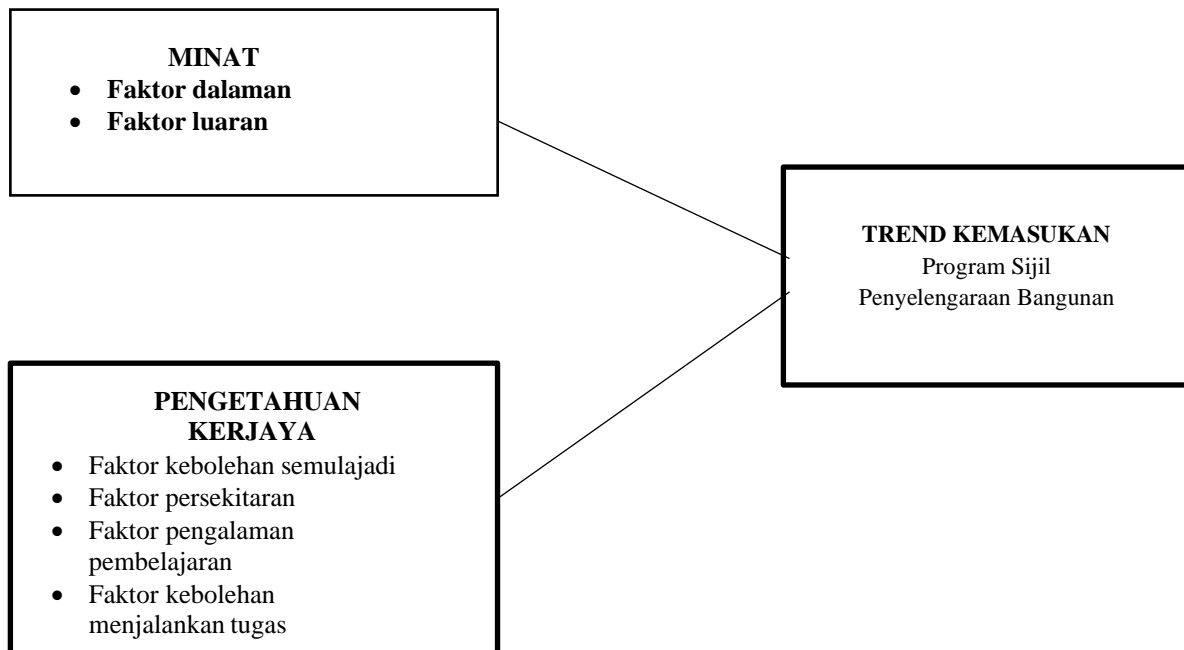 MINAT
• Faktor dalaman
• Faktor luaran
TREND KEMASUKAN
Program Sijil
Penyelengaraan Bangunan
PENGETAHUAN
KERJAYA
• Faktor kebolehan semulajadi
• Faktor persekitaran
• Faktor pengalaman
pembelajaran
• Faktor kebolehan
menjalankan tugas